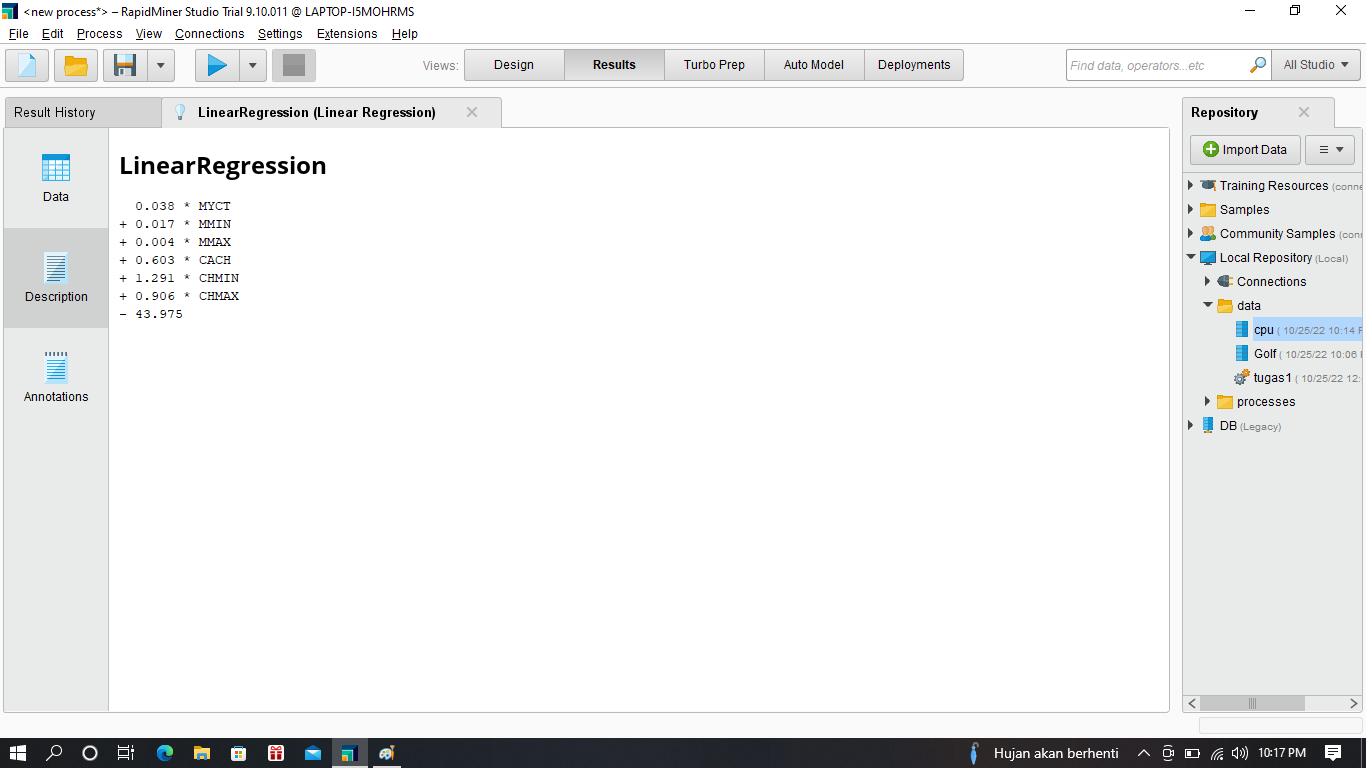 <new process*> – RapidMiner Studio Trial 9.10.011 @ LAPTOP-I5MOHRMS
File Edit Process View Connections Settings Extensions Help
Views: Design Results Turbo Prep Auto Model Deployments Find data, operators...etc All Studio
Result History LinearRegression (Linear Regression)
Data
Description
Annotations
LinearRegression
0.038 * MYCT
+ 0.017 * MMIN
+ 0.004 * MMAX
+ 0.603 * CACH
+ 1.291 * CHMIN
+ 0.906 * CHMAX
- 43.975
Repository
Import Data
Training Resources (conne
Samples
Community Samples (con
Local Repository (Local)
Connections
data
cpu ( 10/25/22 10:14 P
Golf ( 10/25/22 10:06
tugas1 ( 10/25/22 12:
processes
DB (Legacy)
Hujan akan berhenti 10:17 PM